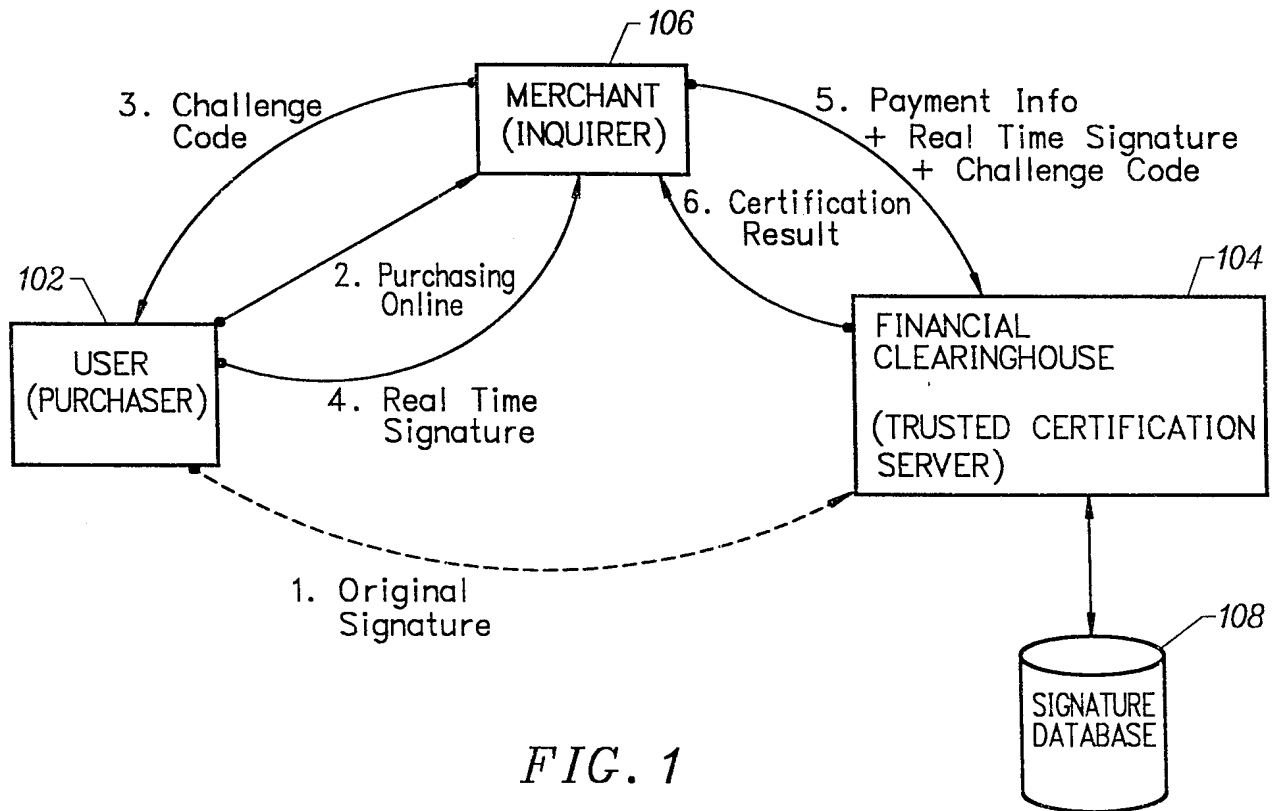 106
3. Challenge
Code
MERCHANT
(INQUIRER)
5. Payment Info
+ Real Time Signature
+ Challenge Code
6. Certification
Result
102
2. Purchasing
Online
104
USER
(PURCHASER)
FINANCIAL
CLEARINGHOUSE
(TRUSTED CERTIFICATION
SERVER)
4. Real Time
Signature
1. Original
Signature
108
SIGNATURE
DATABASE
FIG. 1